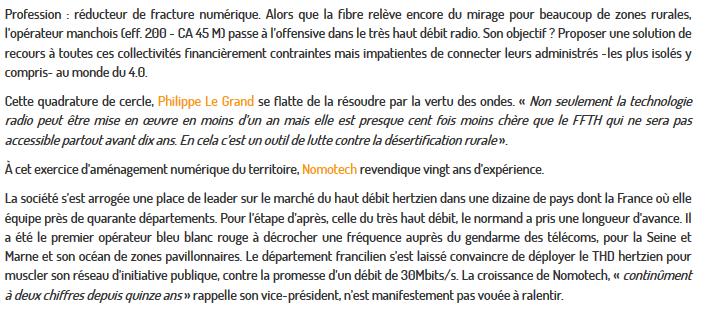 Profession : réducteur de fracture numérique. Alors que la fibre relève encore du mirage pour beaucoup de zones rurales,
l'opérateur manchois (eff. 200 - CA 45 M) passe à l'offensive dans le très haut débit radio. Son objectif ? Proposer une solution de
recours à toutes ces collectivités financièrement contraintes mais impatientes de connecter leurs administrés -les plus isolés y
compris- au monde du 4.0.
Cette quadrature de cercle, Philippe Le Grand se flatte de la résoudre par la vertu des ondes. « Non seulement la technologie
radio peut être mise en œuvre en moins d'un an mais elle est presque cent fois moins chère que le FFTH qui ne sera pas
accessible partout avant dix ans. En cela c'est un outil de lutte contre la désertification rurale ».
À cet exercice d'aménagement numérique du territoire, Nomotech revendique vingt ans d'expérience.
La société s'est arrogée une place de leader sur le marché du haut débit hertzien dans une dizaine de pays dont la France où elle
équipe près de quarante départements. Pour l'étape d'après, celle du très haut débit, le normand a pris une longueur d'avance. Il
a été le premier opérateur bleu blanc rouge à décrocher une fréquence auprès du gendarme des télécoms, pour la Seine et
Marne et son océan de zones pavillonnaires. Le département francilien s'est laissé convaincre de déployer le THD hertzien pour
muscler son réseau d'initiative publique, contre la promesse d'un débit de 30Mbits/s. La croissance de Nomotech, « continûment
à deux chiffres depuis quinze ans » rappelle son vice-président, n'est manifestement pas vouée à ralentir.